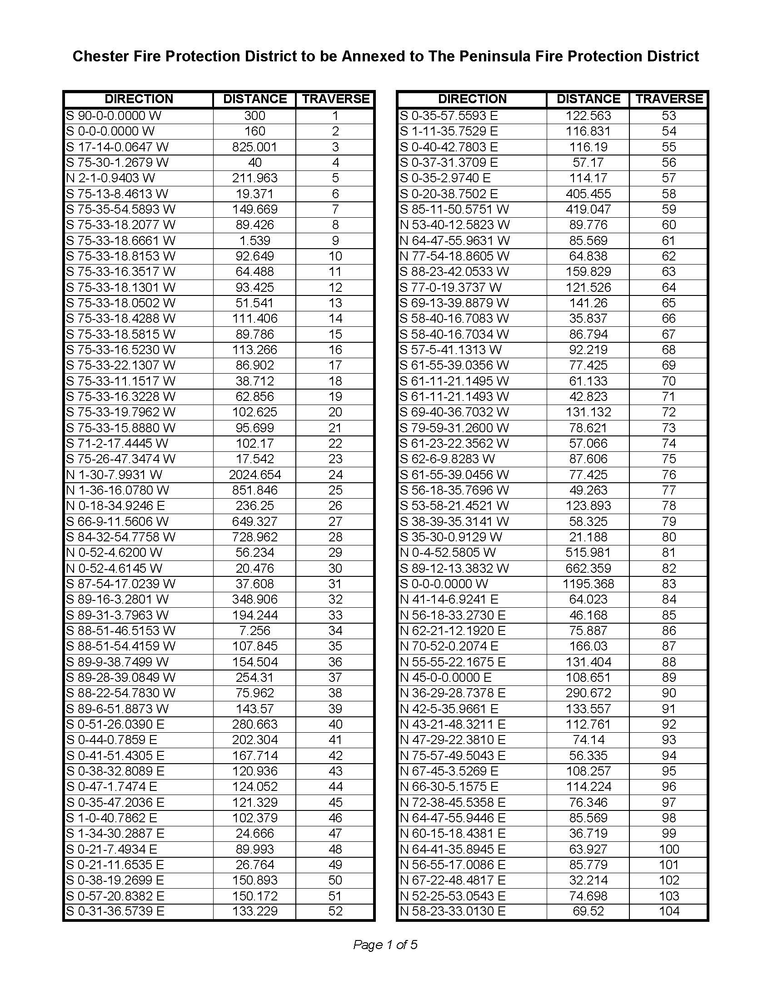 Chester Fire Protection District to be Annexed to The Peninsula Fire Protection District
DIRECTION DISTANCE TRAVERSE
S 90-0-0.0000 W 300 1
S 0-0-0.0000 W 160 2
S 17-14-0.0647 W 825.001 3
S 75-30-1.2679 W 40 4
N 2-1-0.9403 W 211.963 5
S 75-13-8.4613 W 19.371 6
S 75-35-54.5893 W 149.669 7
S 75-33-18.2077 W 89.426 8
S 75-33-18.6661 W 1.539 9
S 75-33-18.8153 W 92.649 10
S 75-33-16.3517 W 64.488 11
S 75-33-18.1301 W 93.425 12
S 75-33-18.0502 W 51.541 13
S 75-33-18.4288 W 111.406 14
S 75-33-18.5815 W 89.786 15
S 75-33-16.5230 W 113.266 16
S 75-33-22.1307 W 86.902 17
S 75-33-11.1517 W 38.712 18
S 75-33-16.3228 W 62.856 19
S 75-33-19.7962 W 102.625 20
S 75-33-15.8880 W 95.699 21
S 71-2-17.4445 W 102.17 22
S 75-26-47.3474 W 17.542 23
N 1-30-7.9931 W 2024.654 24
N 1-36-16.0780 W 851.846 25
N 0-18-34.9246 E 236.25 26
S 66-9-11.5606 W 649.327 27
S 84-32-54.7758 W 728.962 28
N 0-52-4.6200 W 56.234 29
N 0-52-4.6145 W 20.476 30
S 87-54-17.0239 W 37.608 31
S 89-16-3.2801 W 348.906 32
S 89-31-3.7963 W 194.244 33
S 88-51-46.5153 W 7.256 34
S 88-51-54.4159 W 107.845 35
S 89-9-38.7499 W 154.504 36
S 89-28-39.0849 W 254.31 37
S 88-22-54.7830 W 75.962 38
S 89-6-51.8873 W 143.57 39
S 0-51-26.0390 E 280.663 40
S 0-44-0.7859 E 202.304 41
S 0-41-51.4305 E 167.714 42
S 0-38-32.8089 E 120.936 43
S 0-47-1.7474 E 124.052 44
S 0-35-47.2036 E 121.329 45
S 1-0-40.7862 E 102.379 46
S 1-34-30.2887 E 24.666 47
S 0-21-7.4934 E 89.993 48
S 0-21-11.6535 E 26.764 49
S 0-38-19.2699 E 150.893 50
S 0-57-20.8382 E 150.172 51
S 0-31-36.5739 E 133.229 52
DIRECTION DISTANCE TRAVERSE
S 0-35-57.5593 E 122.563 53
S 1-11-35.7529 E 116.831 54
S 0-40-42.7803 E 116.19 55
S 0-37-31.3709 E 57.17 56
S 0-35-2.9740 E 114.17 57
S 0-20-38.7502 E 405.455 58
S 85-11-50.5751 W 419.047 59
N 53-40-12.5823 W 89.776 60
N 64-47-55.9631 W 85.569 61
N 77-54-18.8605 W 64.838 62
S 88-23-42.0533 W 159.829 63
S 77-0-19.3737 W 121.526 64
S 69-13-39.8879 W 141.26 65
S 58-40-16.7083 W 35.837 66
S 58-40-16.7034 W 86.794 67
S 57-5-41.1313 W 92.219 68
S 61-55-39.0356 W 77.425 69
S 61-11-21.1495 W 61.133 70
S 61-11-21.1493 W 42.823 71
S 69-40-36.7032 W 131.132 72
S 79-59-31.2600 W 78.621 73
S 61-23-22.3562 W 57.066 74
S 62-6-9.8283 W 87.606 75
S 61-55-39.0456 W 77.425 76
S 56-18-35.7696 W 49.263 77
S 53-58-21.4521 W 123.893 78
S 38-39-35.3141 W 58.325 79
S 35-30-0.9129 W 21.188 80
N 0-4-52.5805 W 515.981 81
S 89-12-13.3832 W 662.359 82
S 0-0-0.0000 W 1195.368 83
N 41-14-6.9241 E 64.023 84
N 56-18-33.2730 E 46.168 85
N 62-21-12.1920 E 75.887 86
N 70-52-0.2074 E 166.03 87
N 55-55-22.1675 E 131.404 88
N 45-0-0.0000 E 108.651 89
N 36-29-28.7378 E 290.672 90
N 42-5-35.9661 E 133.557 91
N 43-21-48.3211 E 112.761 92
N 47-29-22.3810 E 74.14 93
N 75-57-49.5043 E 56.335 94
N 67-45-3.5269 E 108.257 95
N 66-30-5.1575 E 114.224 96
N 72-38-45.5358 E 76.346 97
N 64-47-55.9446 E 85.569 98
N 60-15-18.4381 E 36.719 99
N 64-41-35.8945 E 63.927 100
N 56-55-17.0086 E 85.779 101
N 67-22-48.4817 E 32.214 102
N 52-25-53.0543 E 74.698 103
N 58-23-33.0130 E 69.52 104
Page 1 of 5